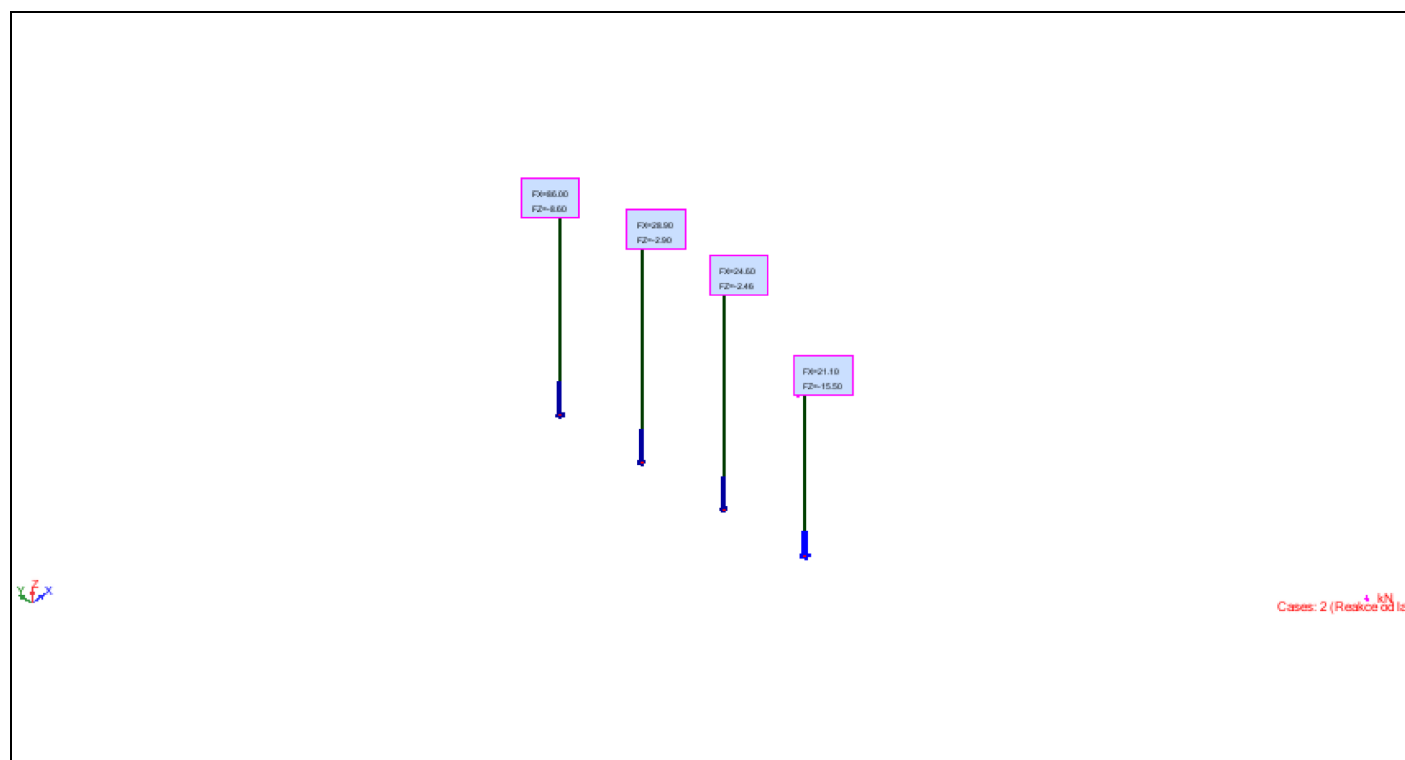 FX=86.00
FZ=-8.60
FX=28.90
FZ=-2.90
FX=24.60
FZ=-2.46
FX=21.10
FZ=-15.50
Z
Y
X
kN
Cases: 2 (Reakce od la